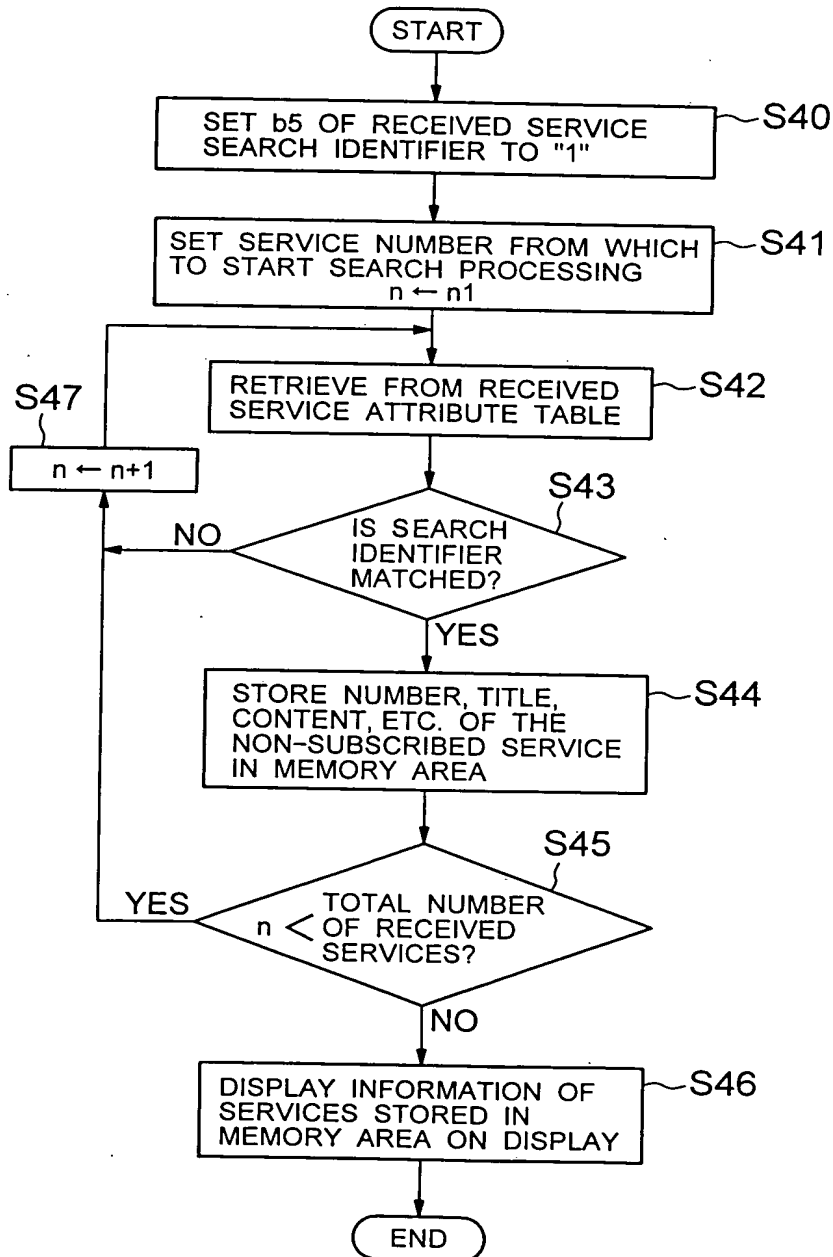 START
SET b5 OF RECEIVED SERVICE
SEARCH IDENTIFIER TO "1"
S40
SET SERVICE NUMBER FROM WHICH
TO START SEARCH PROCESSING
n ← n1
S41
RETRIEVE FROM RECEIVED
SERVICE ATTRIBUTE TABLE
S42
S47
n ← n+1
S43
IS SEARCH
IDENTIFIER
MATCHED?
NO
YES
STORE NUMBER, TITLE,
CONTENT, ETC. OF THE
NON-SUBSCRIBED SERVICE
IN MEMORY AREA
S44
S45
n < TOTAL NUMBER
OF RECEIVED
SERVICES?
YES
NO
DISPLAY INFORMATION OF
SERVICES STORED IN
MEMORY AREA ON DISPLAY
S46
END